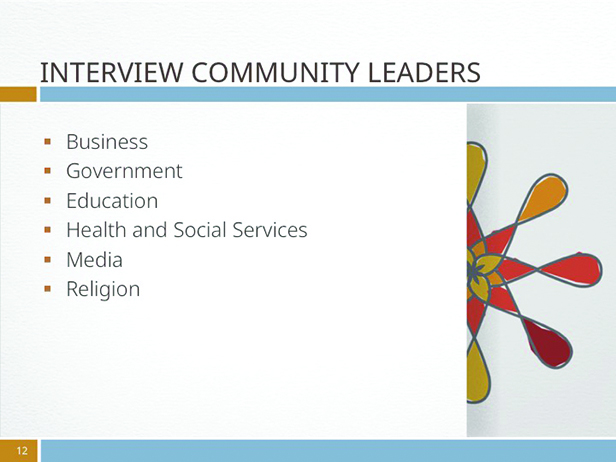 INTERVIEW COMMUNITY LEADERS
▪ Business
▪ Government
▪ Education
▪ Health and Social Services
▪ Media
▪ Religion
12